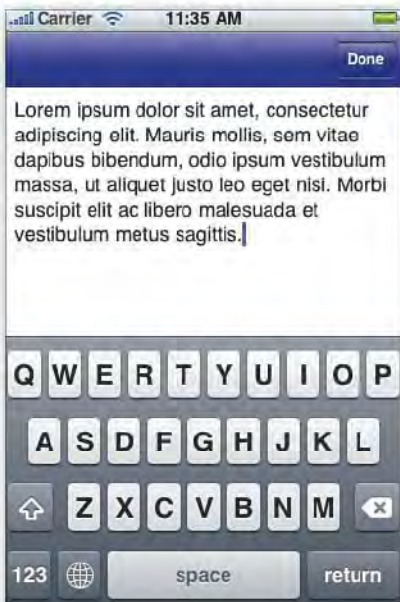 Carrier 11:35 AM
Done
Lorem ipsum dolor sit amet, consectetur
adipiscing elit. Mauris mollis, sem vitae
dapibus bibendum, odio ipsum vestibulum
massa, ut aliquet justo leo eget nisi. Morbi
suscipit elit ac libero malesuada et
vestibulum metus sagittis.
Q W E R T Y U I O P
A S D F G H J K L
Z X C V B N M
123 space return